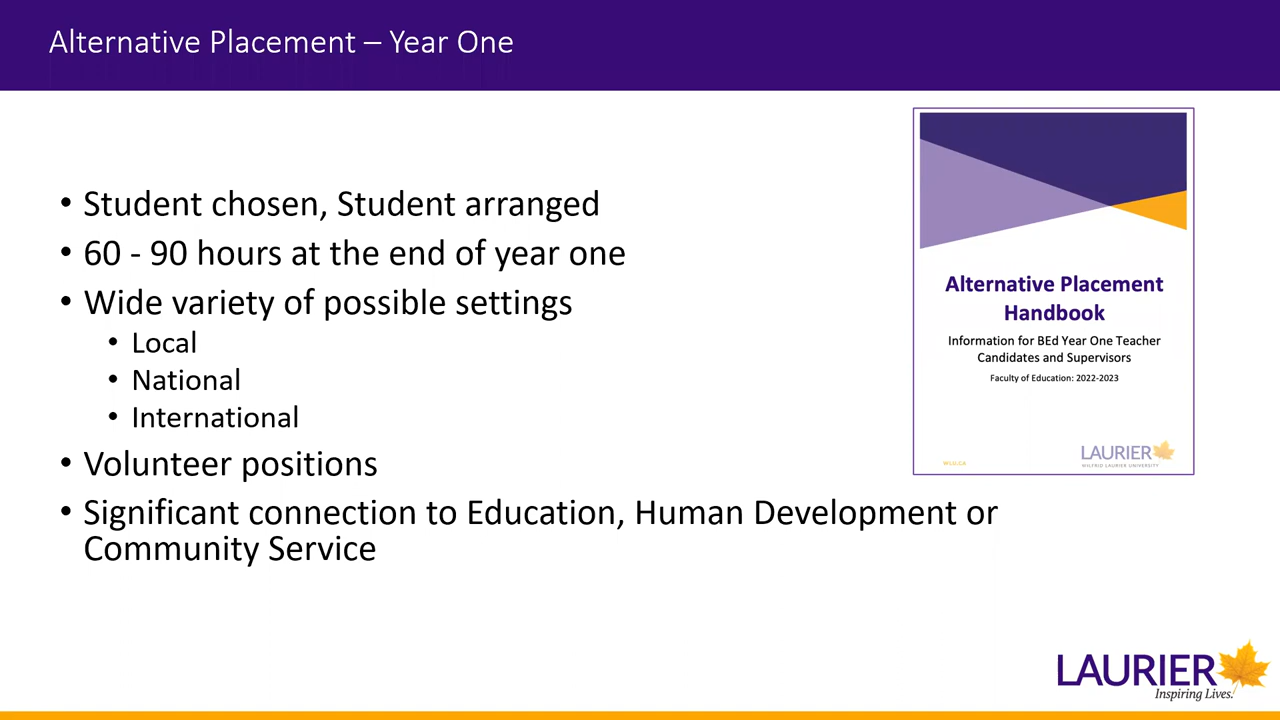 Alternative Placement – Year One
• Student chosen, Student arranged
• 60 - 90 hours at the end of year one
• Wide variety of possible settings
• Local
• National
• International
• Volunteer positions
• Significant connection to Education, Human Development or
Community Service
Alternative Placement
Handbook
Information for BEd Year One Teacher
Candidates and Supervisors
Faculty of Education: 2022-2023
WLU.CA
LAURIER
WILFRID LAURIER UNIVERSITY
LAURIER
Inspiring Lives.